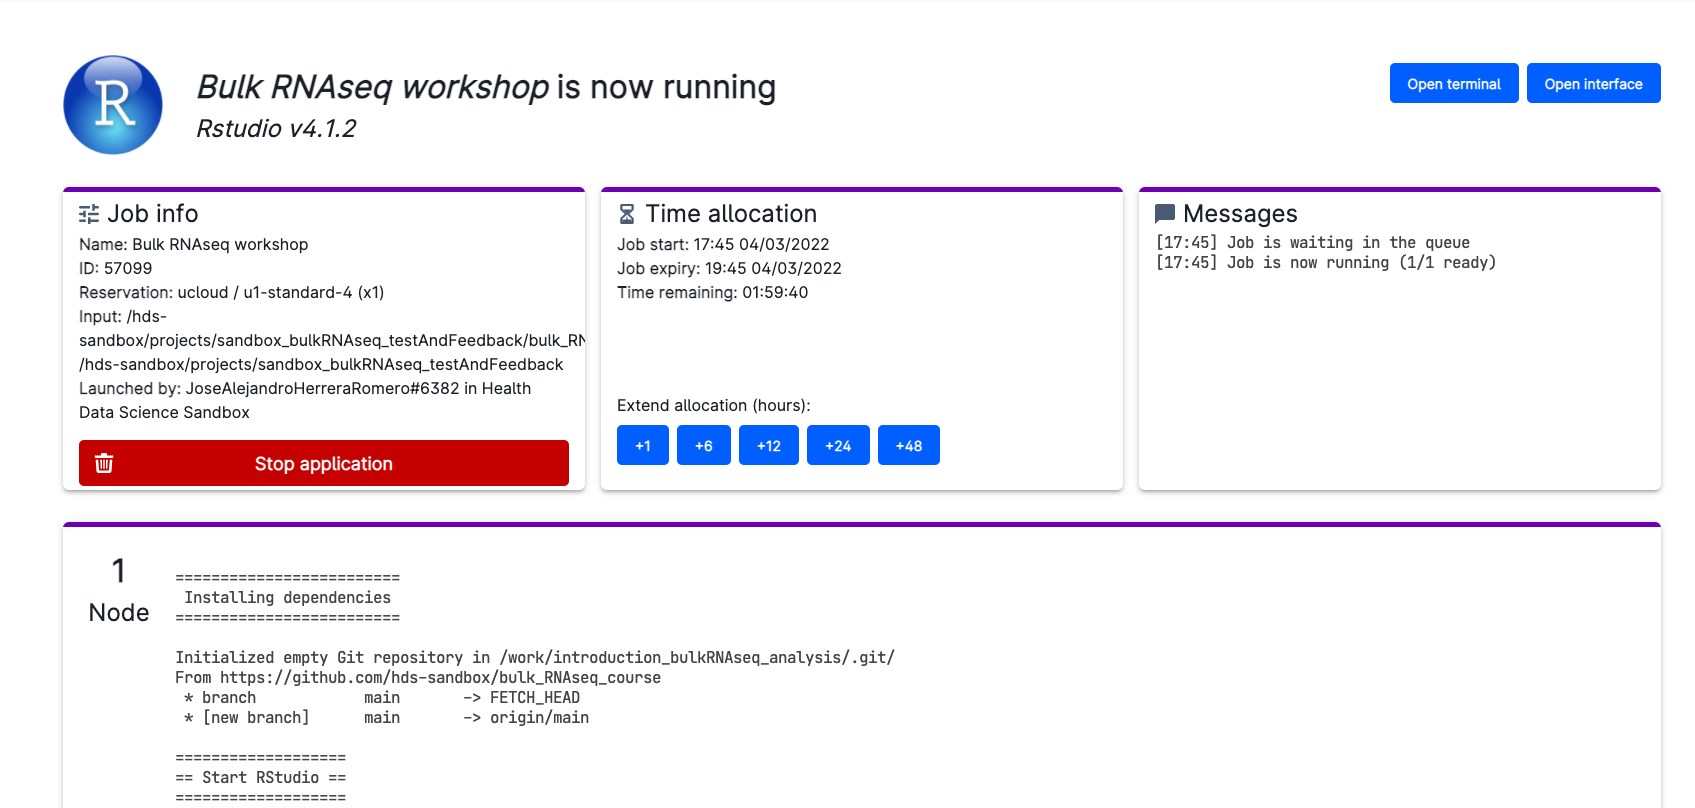 R
Bulk RNAseq workshop is now running
Rstudio v4.1.2
Open terminal
Open interface
Job info
Name: Bulk RNAseq workshop
ID: 57099
Reservation: ucloud / u1-standard-4 (x1)
Input: /hds-
sandbox/projects/sandbox_bulkRNAseq_testAndFeedback/bulk_RN
/hds-sandbox/projects/sandbox_bulkRNAseq_testAndFeedback
Launched by: JoseAlejandroHerreraRomero#6382 in Health
Data Science Sandbox
Stop application
Time allocation
Job start: 17:45 04/03/2022
Job expiry: 19:45 04/03/2022
Time remaining: 01:59:40
Extend allocation (hours):
+1 +6 +12 +24 +48
Messages
[17:45] Job is waiting in the queue
[17:45] Job is now running (1/1 ready)
1
Node
=========================
Installing dependencies
=========================
Initialized empty Git repository in /work/introduction_bulkRNAseq_analysis/.git/
From https://github.com/hds-sandbox/bulk_RNAseq_course
* branch main -> FETCH_HEAD
* [new branch] main -> origin/main
===================
== Start RStudio ==
===================